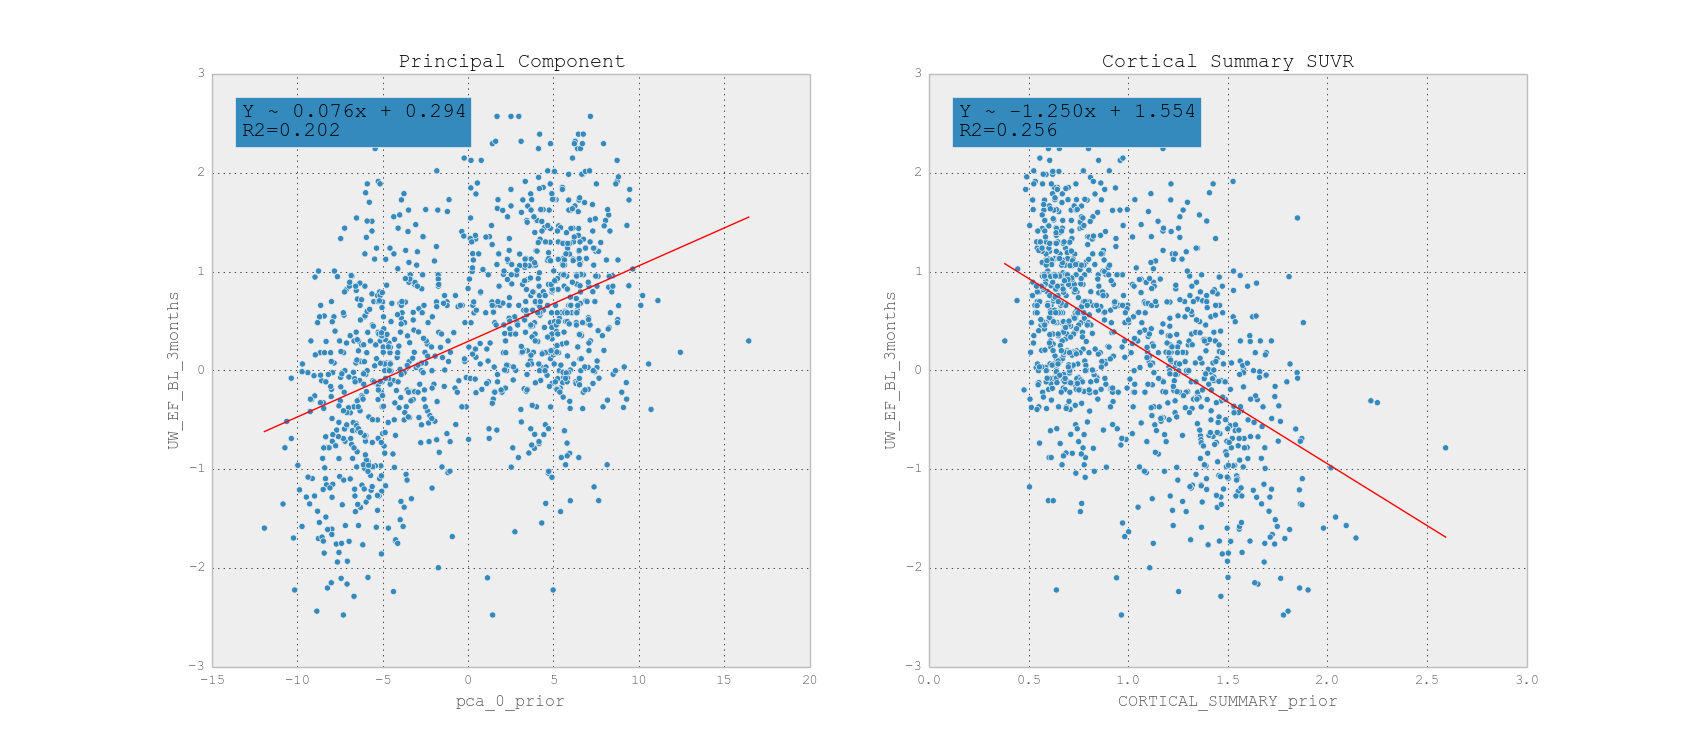 Principal Component
Y ~ 0.076x + 0.294
R2=0.202
3
2
1
0
−1
−2
−3
UW_EF_BL_3months
−15 −10 −5 0 5 10 15 20
pca_0_prior
Cortical Summary SUVR
Y ~ −1.250x + 1.554
R2=0.256
3
2
1
0
−1
−2
−3
UW_EF_BL_3months
0.0 0.5 1.0 1.5 2.0 2.5 3.0
CORTICAL_SUMMARY_prior